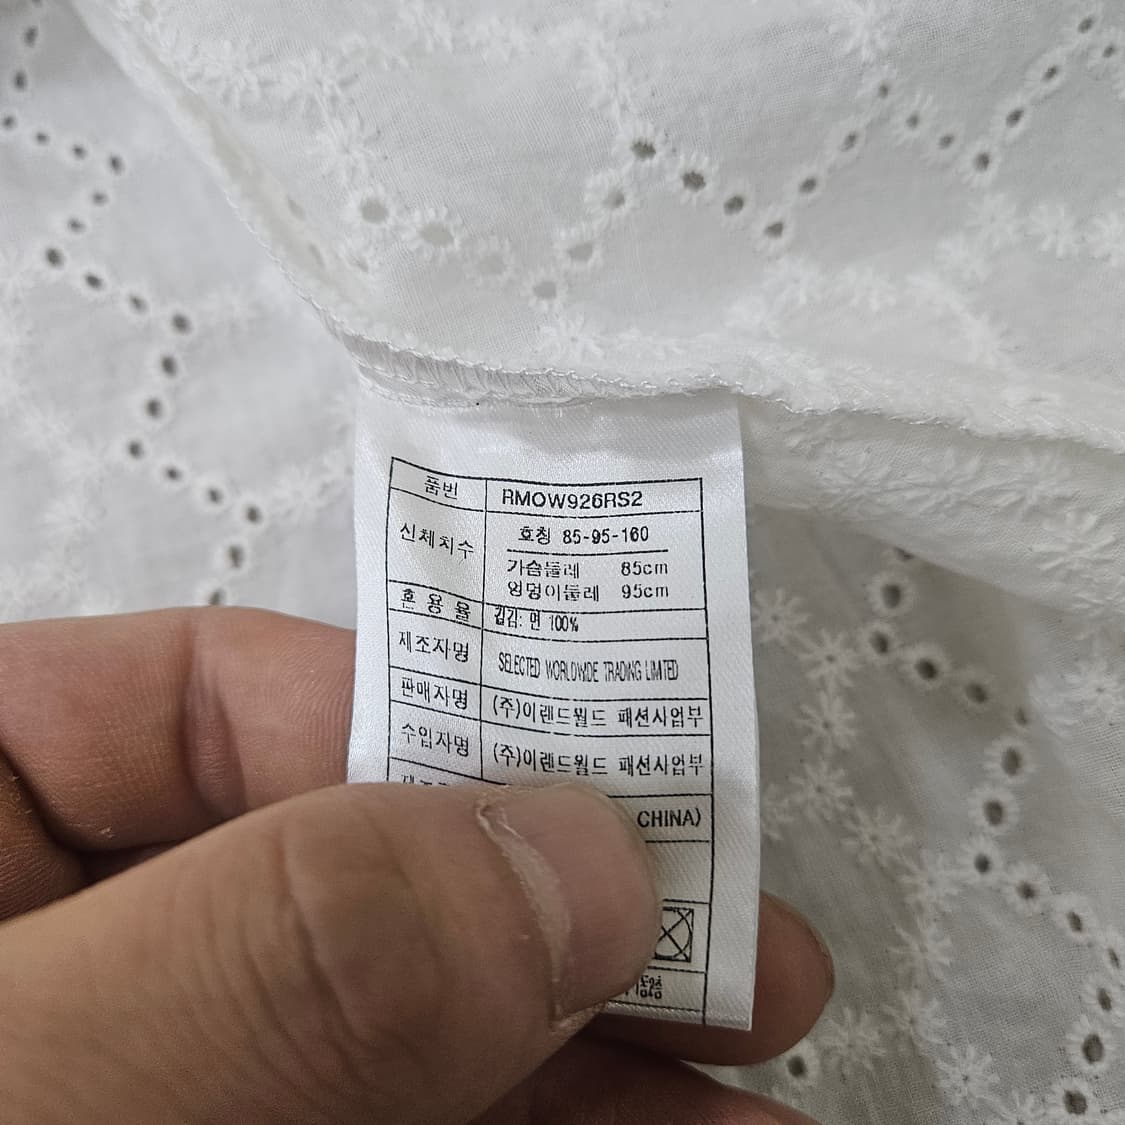 품번 RMOW926RS2
신체치수 호칭 85-95-160
가슴둘레 85cm
엉덩이둘레 95cm
혼용율 겉감: 면 100%
제조자명 SELECTED WORLDWIDE TRADING LIMITED
판매자명 (주)이랜드월드 패션사업부
수입자명 (주)이랜드월드 패션사업부
CHINA)